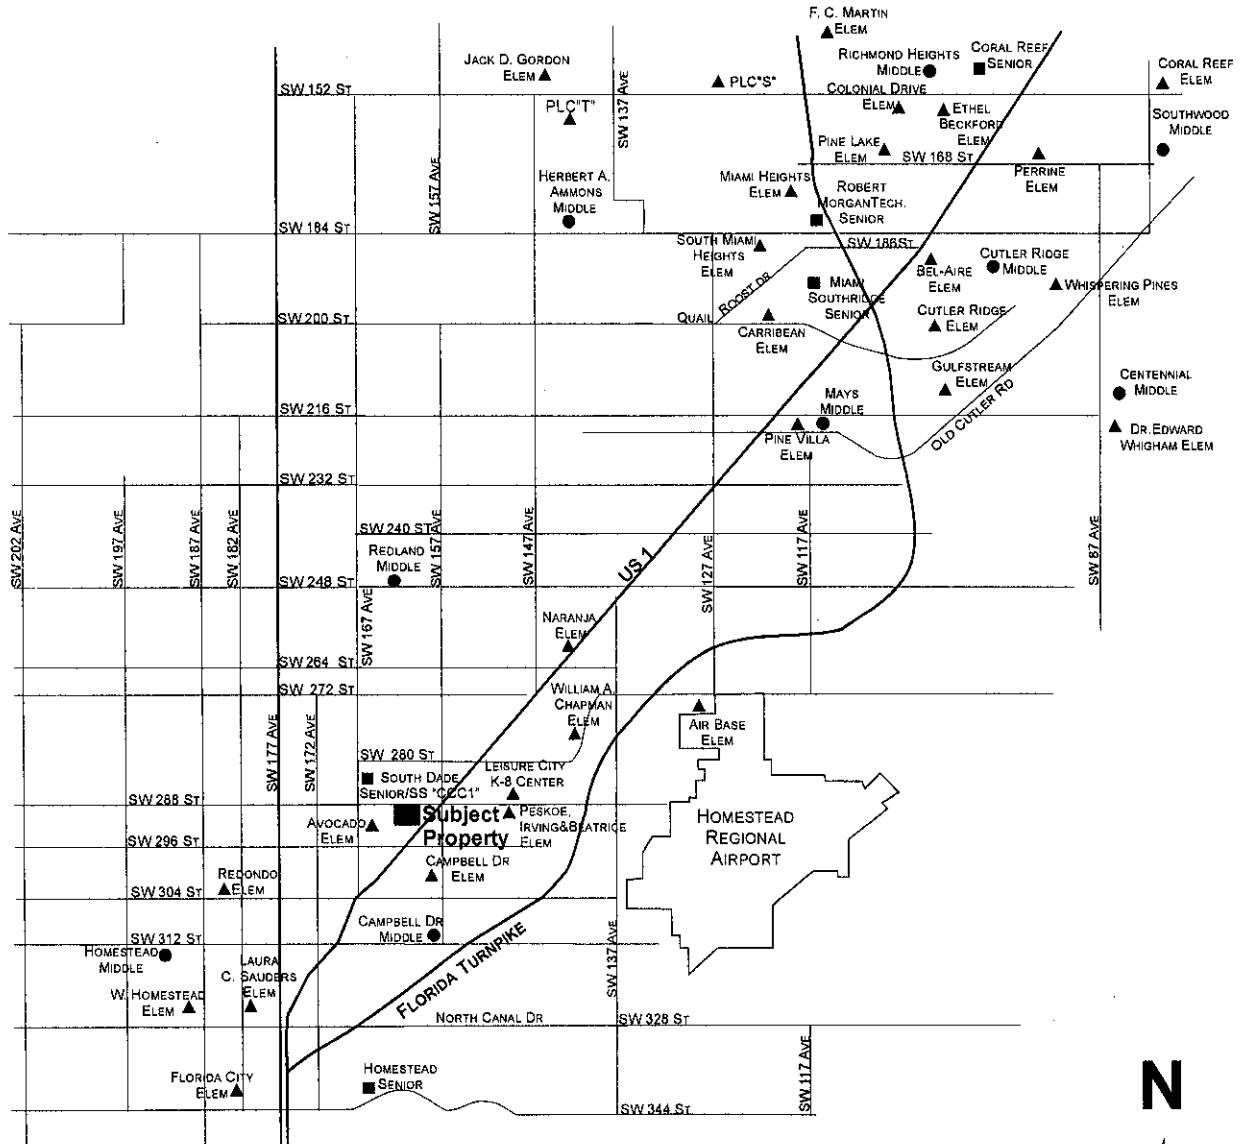 F. C. MARTIN
ELEM
JACK D. GORDON
ELEM
RICHMOND HEIGHTS
MIDDLE
CORAL REEF
SENIOR
CORAL REEF
ELEM
PLC"S"
SW 152 ST
SW 137 AVE
COLONIAL DRIVE
ELEM
ETHEL
BECKFORD
ELEM
SOUTHWOOD
MIDDLE
PLC"T"
PINE LAKE
ELEM
SW 168 ST
PERRINE
ELEM
SW 157 AVE
HERBERT A.
AMMONS
MIDDLE
MIAMI HEIGHTS
ELEM
ROBERT
MORGANTECH.
SENIOR
SW 184 ST
SOUTH MIAMI
HEIGHTS
ELEM
SW 186ST
BEL-AIRE
ELEM
CUTLER RIDGE
MIDDLE
WHISPERING PINES
ELEM
MIAMI
SOUTHRIDGE
SENIOR
QUAIL
ROOST DR
SW 200 ST
CARRIBEAN
ELEM
CUTLER RIDGE
ELEM
GULFSTREAM
ELEM
CENTENNIAL
MIDDLE
MAYS
MIDDLE
SW 216 ST
PINE VILLA
ELEM
OLD CUTLER RD
DR.EDWARD
WHIGHAM ELEM
SW 232 ST
SW 202 AVE
SW 197 AVE
SW 187 AVE
SW 182 AVE
SW 240 ST
SW 157 AVE
SW 147 AVE
REDLAND
MIDDLE
US 1
SW 127 AVE
SW 117 AVE
SW 87 AVE
SW 248 ST
SW 167 AVE
NARANJA
ELEM
SW 264 ST
SW 272 ST
WILLIAM A.
CHAPMAN
ELEM
SW 177 AVE
SW 172 AVE
AIR BASE
ELEM
SW 280 ST
SOUTH DADE
SENIOR/SS "CCC1"
LEISURE CITY
K-8 CENTER
SW 288 ST
Subject
Property
PESKOE,
IRVING&BEATRICE
ELEM
AVOCADO
ELEM
HOMESTEAD
REGIONAL
AIRPORT
SW 296 ST
CAMPBELL DR
ELEM
REDONDO
ELEM
SW 304 ST
CAMPBELL DR
MIDDLE
SW 312 ST
HOMESTEAD
MIDDLE
LAURA
C. SAUDERS
ELEM
FLORIDA TURNPIKE
SW 137 AVE
W. HOMESTEAD
ELEM
NORTH CANAL DR
SW 328 ST
SW 117 AVE
FLORIDA CITY
ELEM
HOMESTEAD
SENIOR
SW 344 ST
N